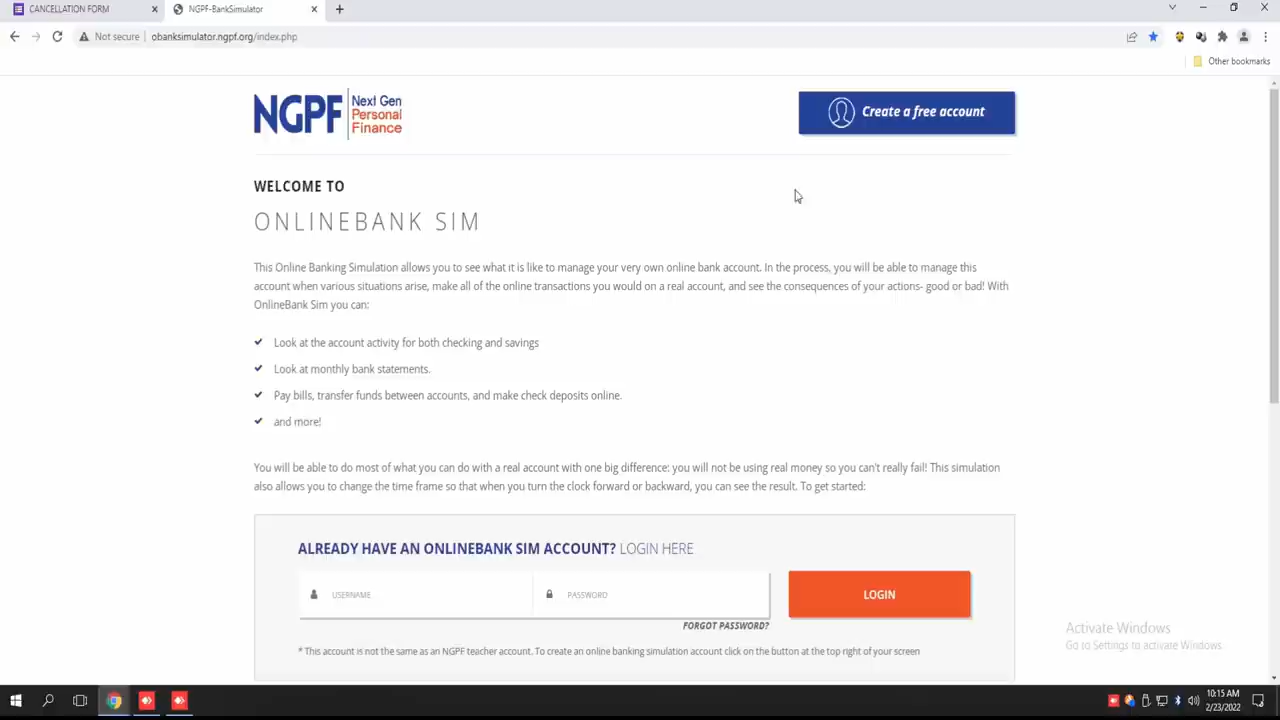 CANCELLATION FORM
NGPF-BankSimulator
Not secure
obanksimulator.ngpf.org/index.php
Other bookmarks
NGPF
Next Gen
Personal
Finance
Create a free account
WELCOME TO
ONLINEBANK SIM
This Online Banking Simulation allows you to see what it is like to manage your very own online bank account. In the process, you will be able to manage this
account when various situations arise, make all of the online transactions you would on a real account, and see the consequences of your actions- good or bad! With
OnlineBank Sim you can:
Look at the account activity for both checking and savings
Look at monthly bank statements.
Pay bills, transfer funds between accounts, and make check deposits online.
and more!
You will be able to do most of what you can do with a real account with one big difference: you will not be using real money so you can't really fail! This simulation
also allows you to change the time frame so that when you turn the clock forward or backward, you can see the result. To get started:
ALREADY HAVE AN ONLINEBANK SIM ACCOUNT? LOGIN HERE
USERNAME
PASSWORD
LOGIN
FORGOT PASSWORD?
* This account is not the same as an NGPF teacher account. To create an online banking simulation account click on the button at the top right of your screen
Activate Windows
Go to Settings to activate Windows
10:15 AM
2/23/2022